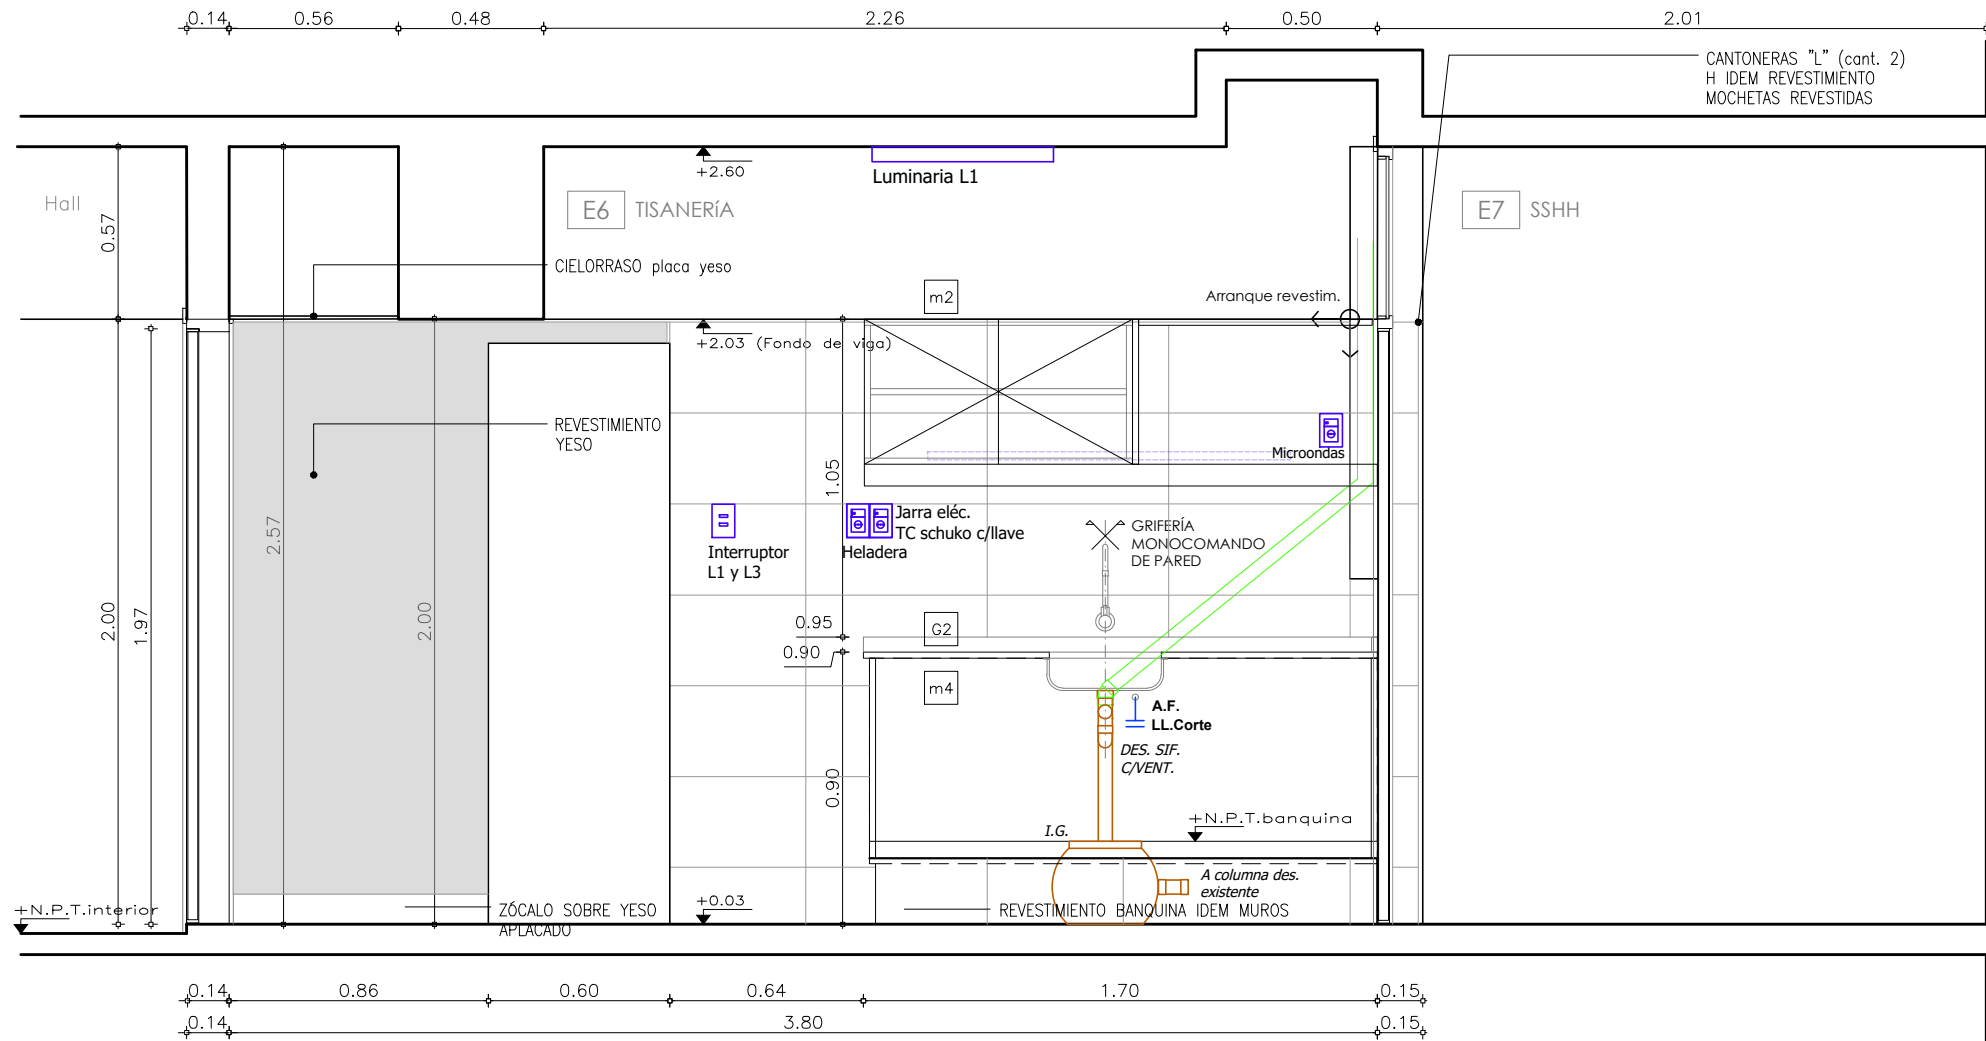 0.14 0.56 0.48 2.26 0.50 2.01
CANTONERAS "L" (cant. 2)
H IDEM REVESTIMIENTO
MOCHETAS REVESTIDAS
+2.60
Luminaria L1
Hall
0.57
E6 TISANERíA
E7 SSHH
CIELORRASO placa yeso
m2
Arranque revestim.
+2.03 (Fondo de viga)
REVESTIMIENTO
YESO
Microondas
1.05
2.57
Jarra eléc.
TC schuko c/llave
Interruptor
L1 y L3
Heladera
GRIFERÍA
MONOCOMANDO
DE PARED
2.00
1.97
2.00
0.95
G2
0.90
m4
A.F.
LL.Corte
DES. SIF.
C/VENT.
0.90
I.G.
+N.P.T.banquina
A columna des.
existente
+N.P.T.interior
ZÓCALO SOBRE YESO
APLACADO
+0.03
REVESTIMIENTO BANQUINA IDEM MUROS
0.14 0.86 0.60 0.64 1.70 0.15
0.14 3.80 0.15